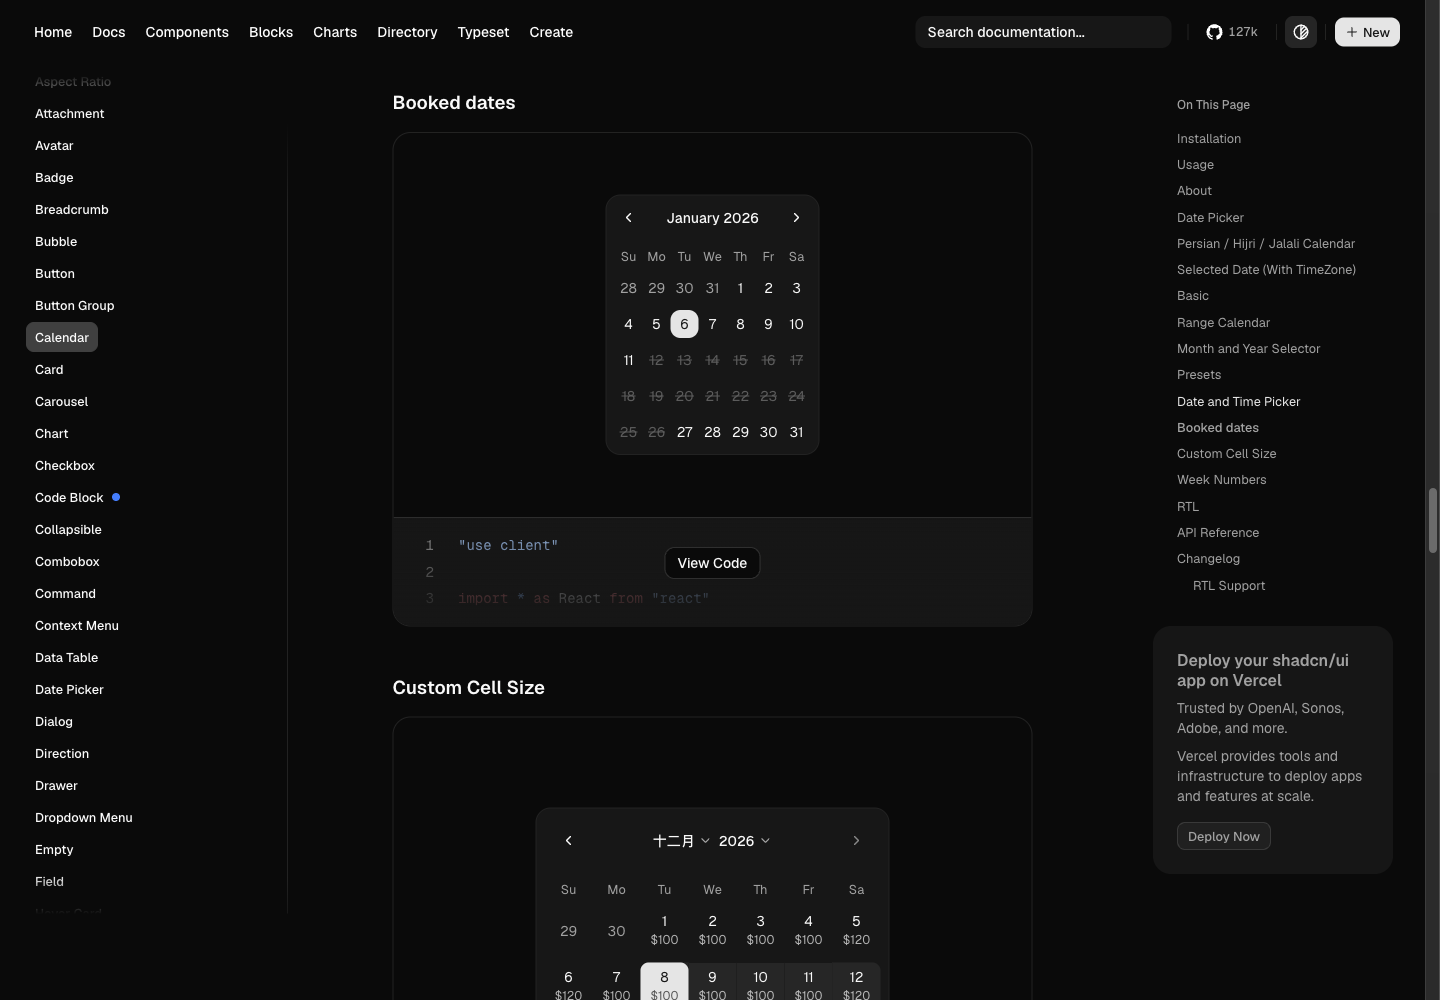 Home Docs Components Blocks Charts Directory Typeset Create
Search documentation...
127k
New
Aspect Ratio
Attachment
Avatar
Badge
Breadcrumb
Bubble
Button
Button Group
Calendar
Card
Carousel
Chart
Checkbox
Code Block
Collapsible
Combobox
Command
Context Menu
Data Table
Date Picker
Dialog
Direction
Drawer
Dropdown Menu
Empty
Field
Hover Card
Booked dates
January 2026
Su Mo Tu We Th Fr Sa
28 29 30 31 1 2 3
4 5 6 7 8 9 10
11 12 13 14 15 16 17
18 19 20 21 22 23 24
25 26 27 28 29 30 31
1 "use client"
2
3 import * as React from "react"
View Code
Custom Cell Size
十二月 2026
Su Mo Tu We Th Fr Sa
29 30 1 2 3 4 5
$100 $100 $100 $100 $120
6 7 8 9 10 11 12
$120 $100 $100 $100 $100 $100 $120
On This Page
Installation
Usage
About
Date Picker
Persian / Hijri / Jalali Calendar
Selected Date (With TimeZone)
Basic
Range Calendar
Month and Year Selector
Presets
Date and Time Picker
Booked dates
Custom Cell Size
Week Numbers
RTL
API Reference
Changelog
RTL Support
Deploy your shadcn/ui
app on Vercel
Trusted by OpenAI, Sonos,
Adobe, and more.
Vercel provides tools and
infrastructure to deploy apps
and features at scale.
Deploy Now